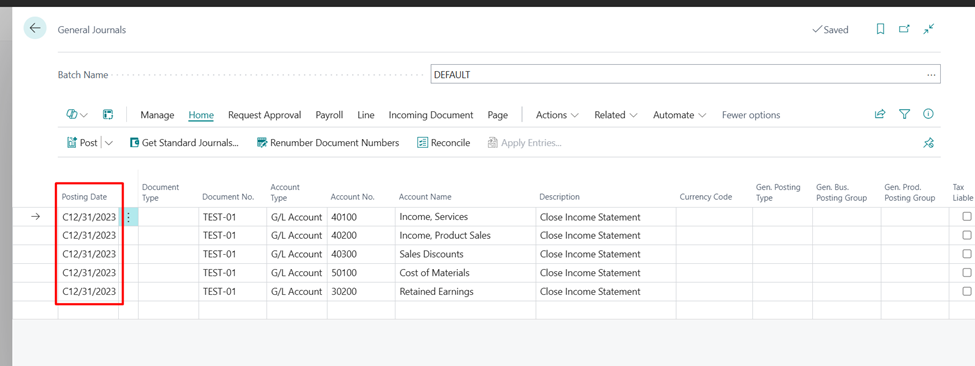 General Journals
Saved
Batch Name
DEFAULT
...
Manage Home Request Approval Payroll Line Incoming Document Page Actions Related Automate Fewer options
Post Get Standard Journals... Renumber Document Numbers Reconcile Apply Entries...
Posting Date Document Type Document No. Account Type Account No. Account Name Description Currency Code Gen. Posting Type Gen. Bus. Posting Group Gen. Prod. Posting Group Tax Liable
C12/31/2023 TEST-01 G/L Account 40100 Income, Services Close Income Statement
C12/31/2023 TEST-01 G/L Account 40200 Income, Product Sales Close Income Statement
C12/31/2023 TEST-01 G/L Account 40300 Sales Discounts Close Income Statement
C12/31/2023 TEST-01 G/L Account 50100 Cost of Materials Close Income Statement
C12/31/2023 TEST-01 G/L Account 30200 Retained Earnings Close Income Statement